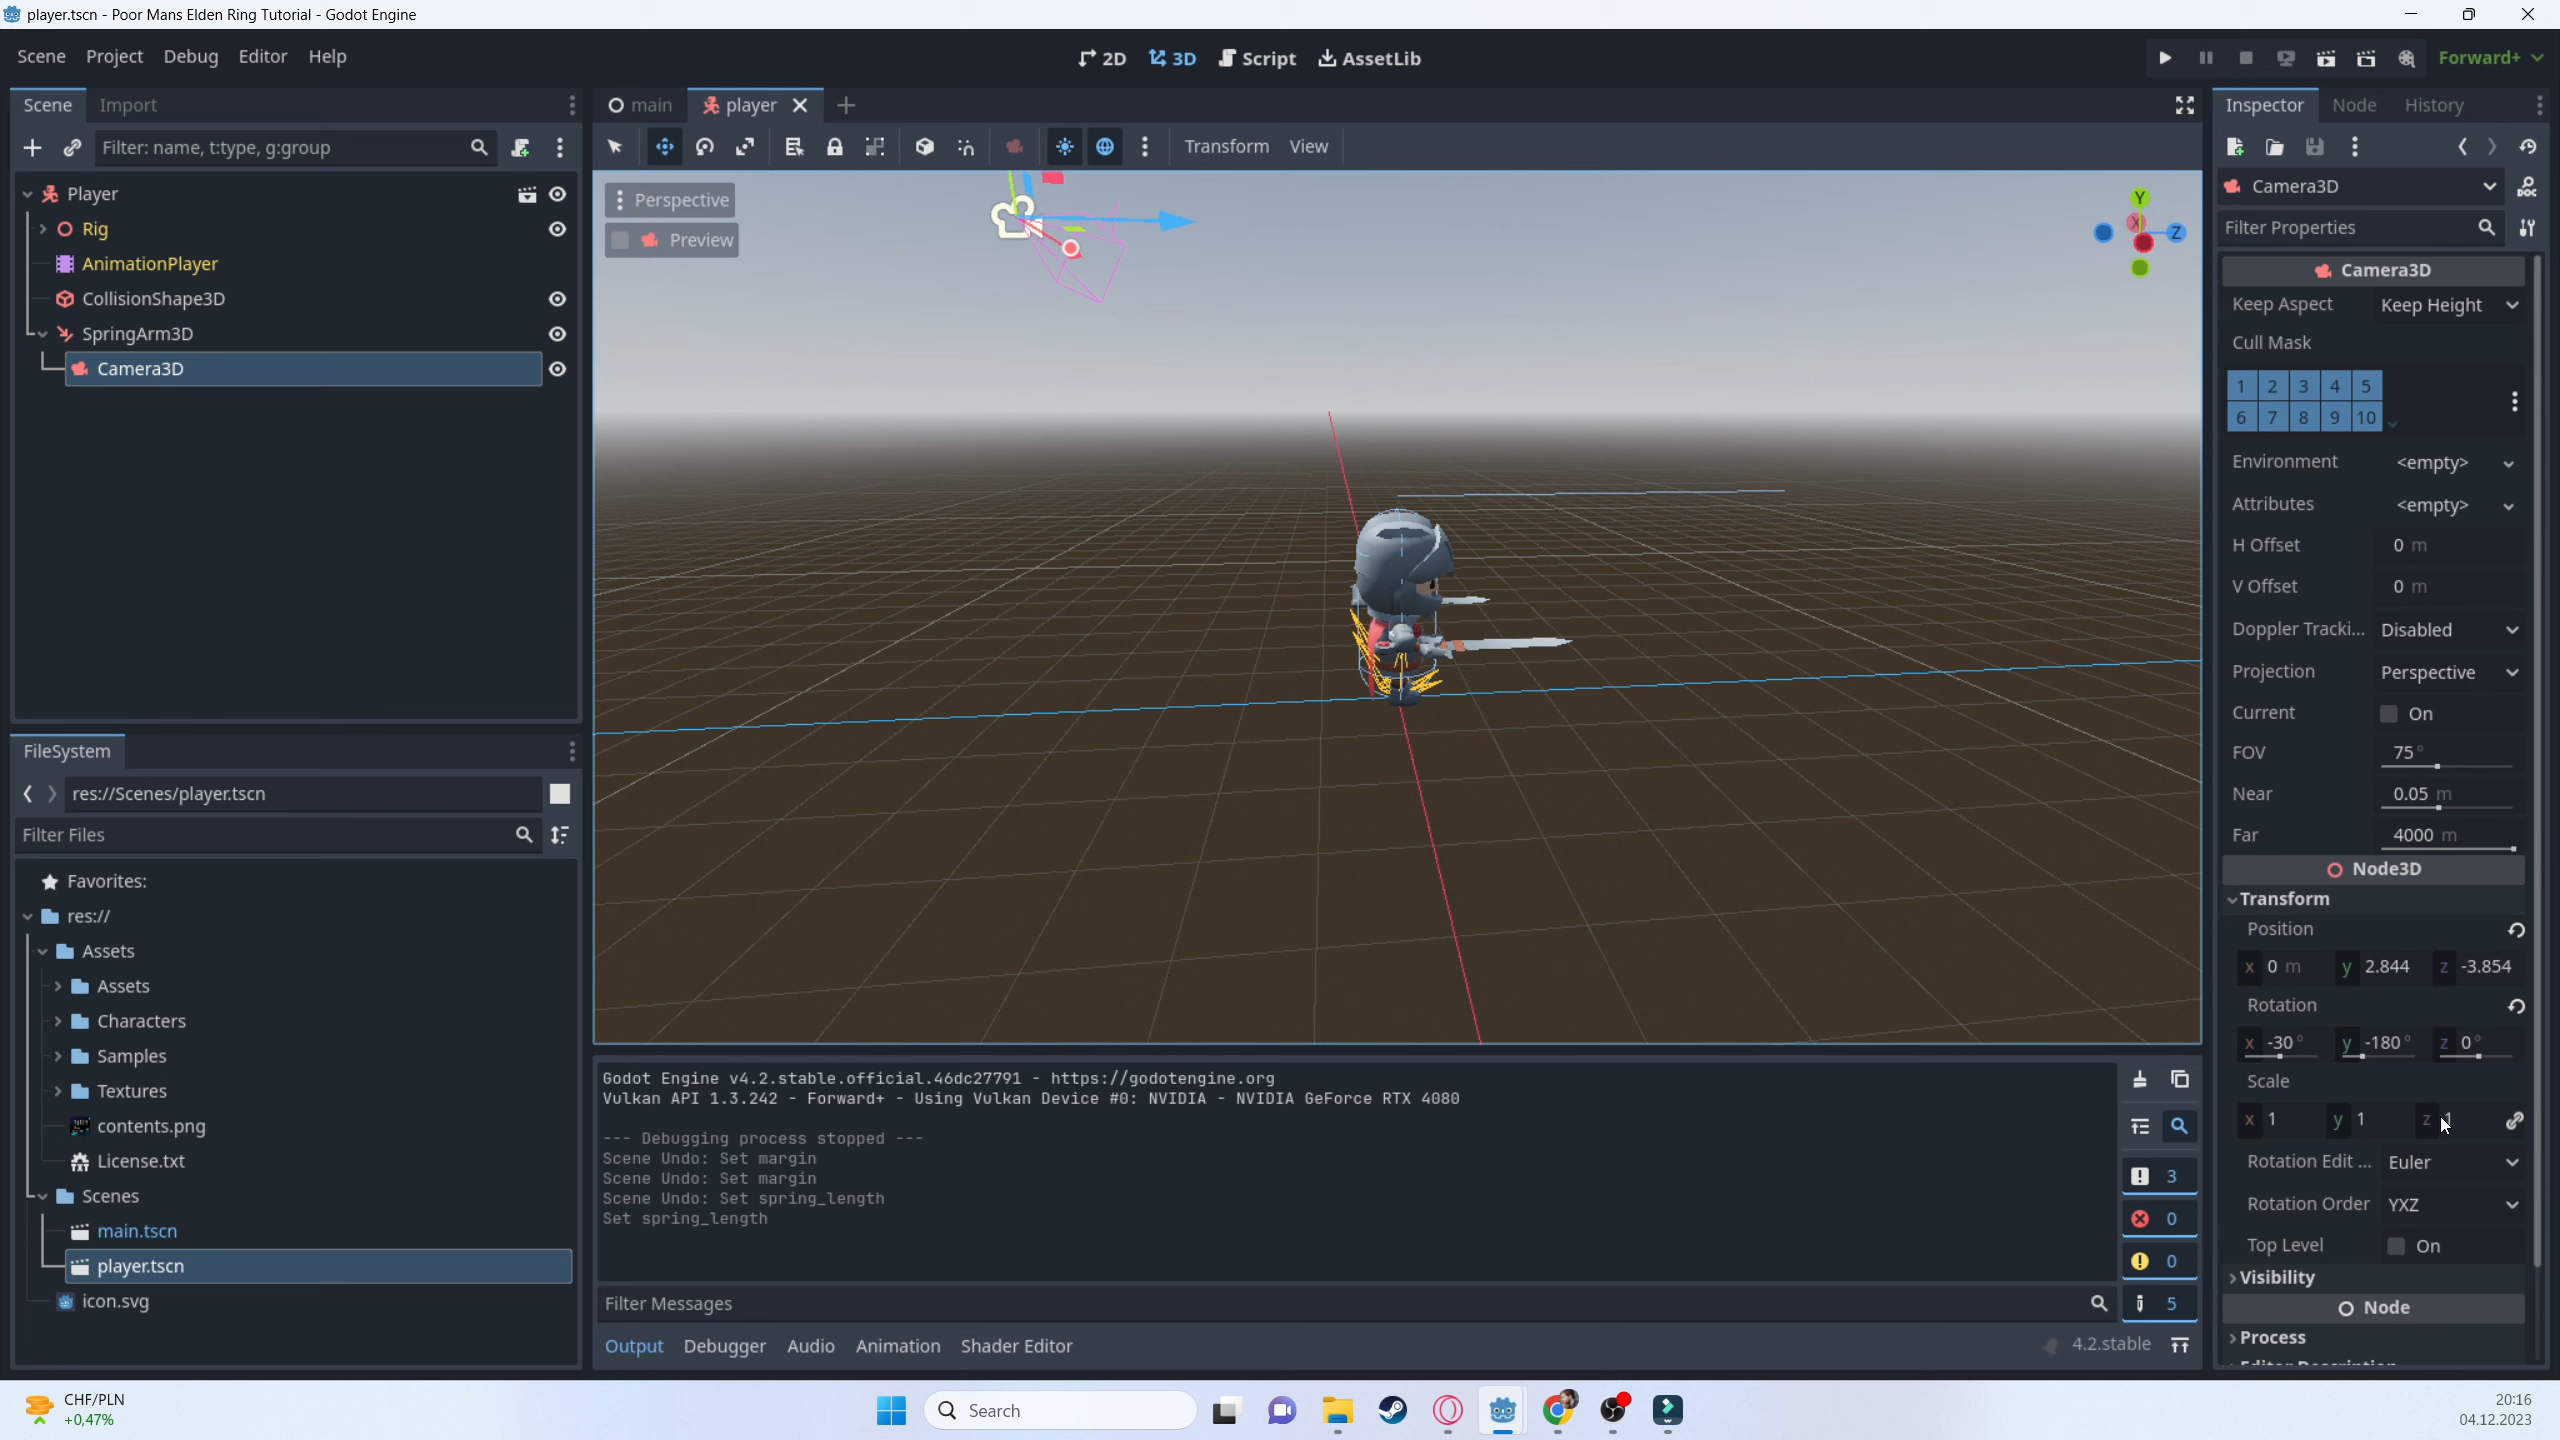 player.tscn - Poor Mans Elden Ring Tutorial - Godot Engine
Scene Project Debug Editor Help
2D 3D Script AssetLib
Forward+
Scene Import
Filter: name, t:type, g:group
Player
Rig
AnimationPlayer
CollisionShape3D
SpringArm3D
Camera3D
FileSystem
res://Scenes/player.tscn
Filter Files
Favorites:
res://
Assets
Assets
Characters
Samples
Textures
contents.png
License.txt
Scenes
main.tscn
player.tscn
icon.svg
main player
Transform View
Perspective
Preview
Y
X
Z
Godot Engine v4.2.stable.official.46dc27791 - https://godotengine.org
Vulkan API 1.3.242 - Forward+ - Using Vulkan Device #0: NVIDIA - NVIDIA GeForce RTX 4080
--- Debugging process stopped ---
Scene Undo: Set margin
Scene Undo: Set margin
Scene Undo: Set spring_length
Set spring_length
3
0
0
5
Filter Messages
Output Debugger Audio Animation Shader Editor
4.2.stable
Inspector Node History
Camera3D
Filter Properties
Camera3D
Keep Aspect Keep Height
Cull Mask
1 2 3 4 5
6 7 8 9 10
Environment <empty>
Attributes <empty>
H Offset 0 m
V Offset 0 m
Doppler Tracki... Disabled
Projection Perspective
Current On
FOV 75 °
Near 0.05 m
Far 4000 m
Node3D
Transform
Position
x 0 m y 2.844 z -3.854
Rotation
x -30 ° y -180 ° z 0 °
Scale
x 1 y 1 z 1
Rotation Edit ... Euler
Rotation Order YXZ
Top Level On
Visibility
Node
Process
CHF/PLN
+0,47%
Search
20:16
04.12.2023